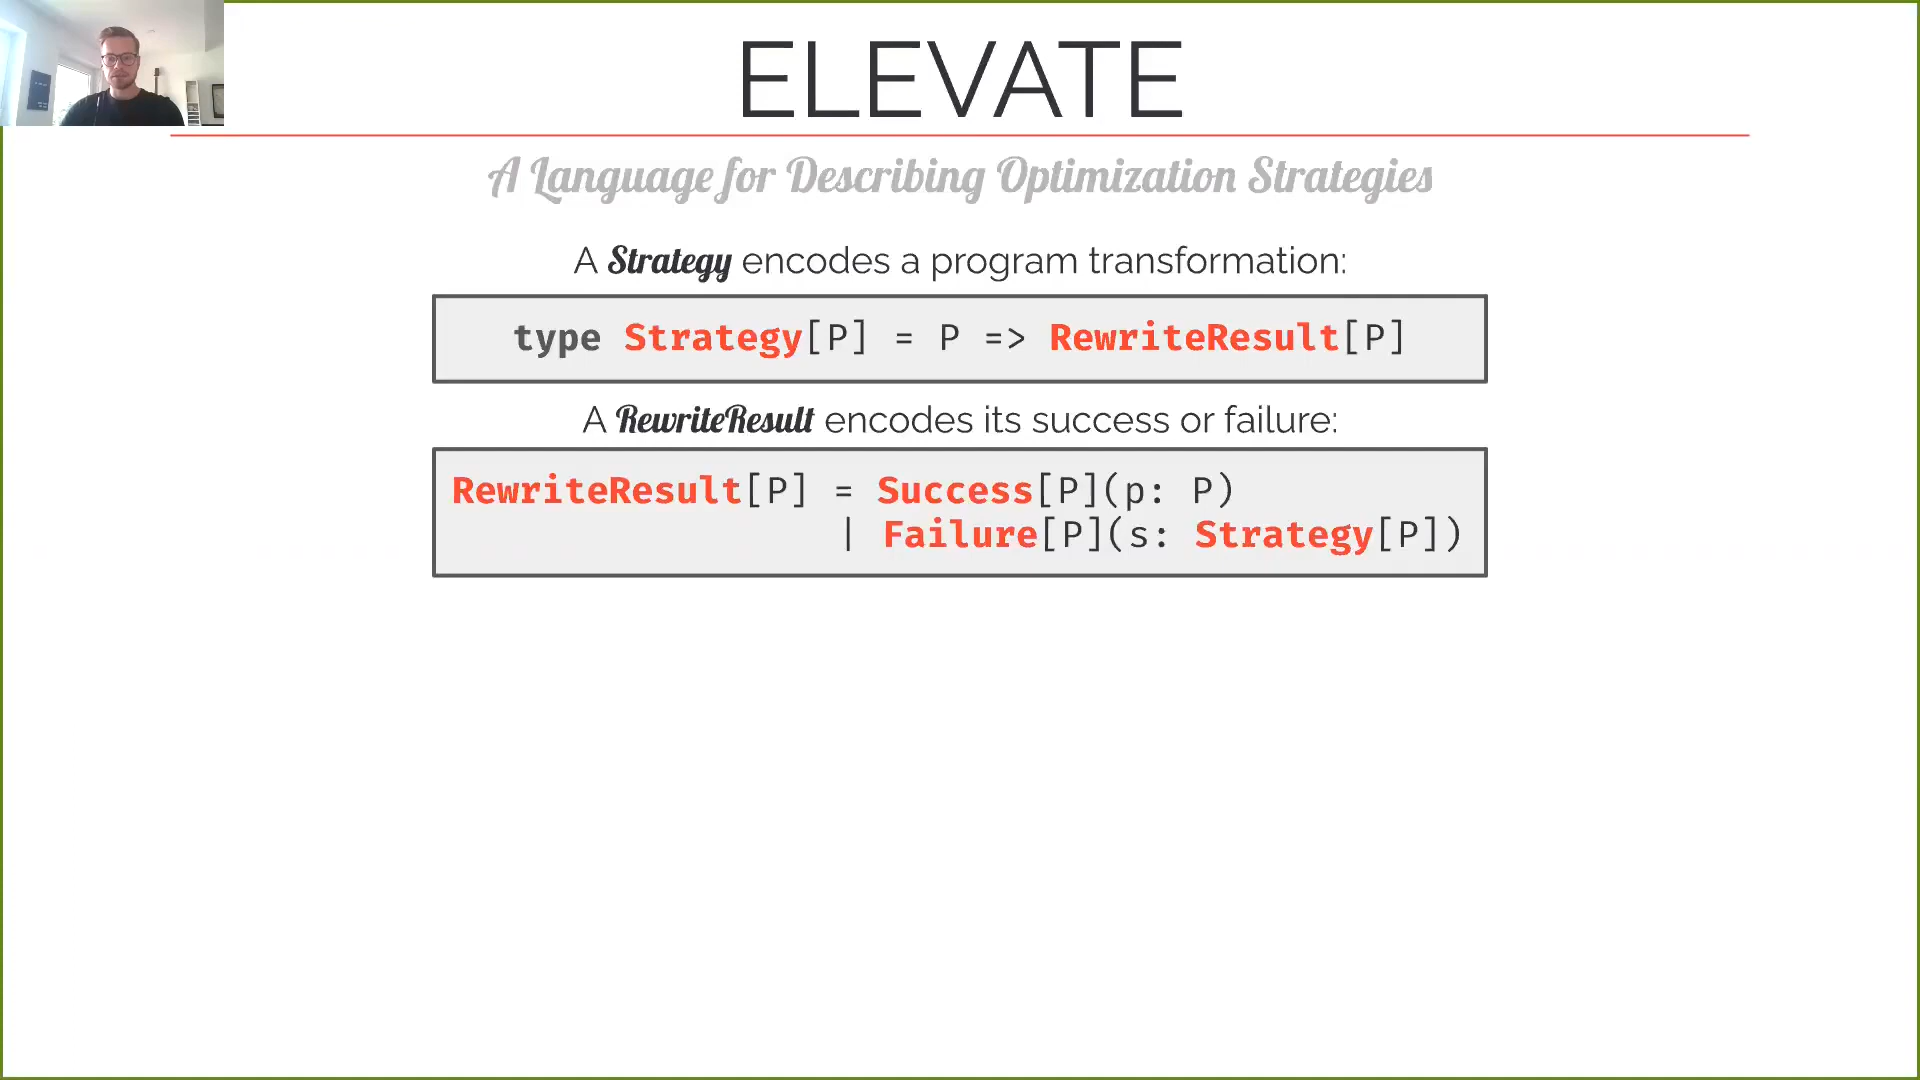 ELEVATE
A Language for Describing Optimization Strategies
A Strategy encodes a program transformation:
type Strategy[P] = P => RewriteResult[P]
A RewriteResult encodes its success or failure:
RewriteResult[P] = Success[P](p: P)
| Failure[P](s: Strategy[P])